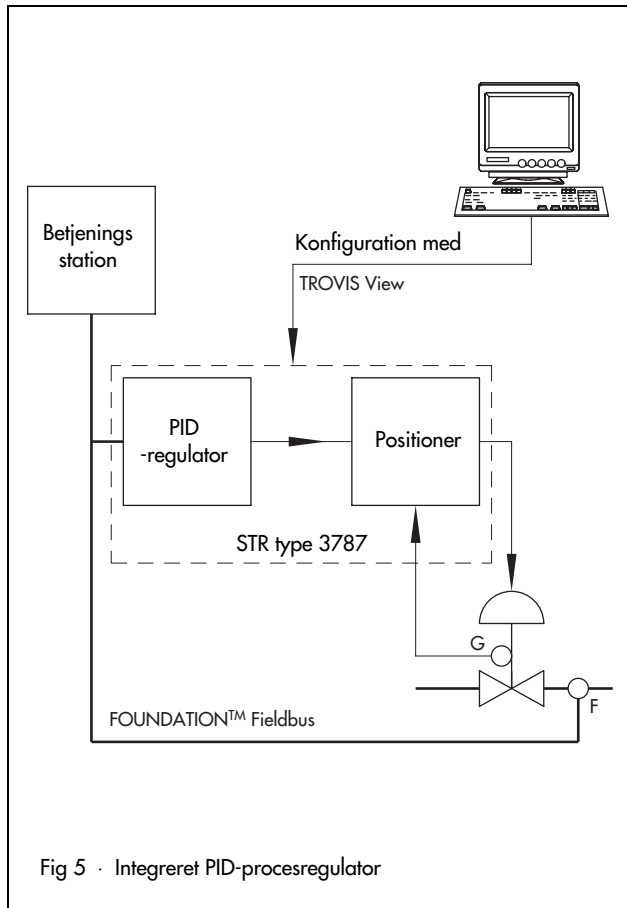 Betjenings
station
Konfiguration med
TROVIS View
PID
-regulator
Positioner
STR type 3787
G
F
FOUNDATION™ Fieldbus
Fig 5 · Integreret PID-procesregulator